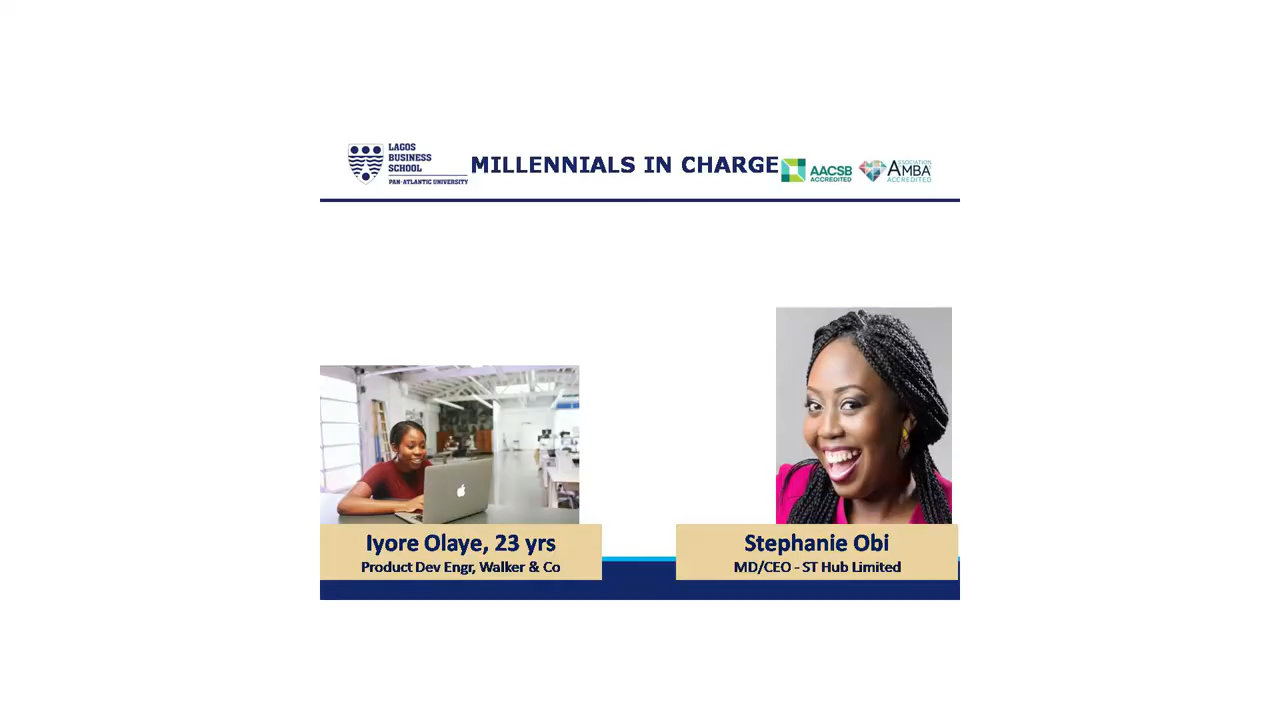 LAGOS
BUSINESS
SCHOOL
PAN-ATLANTIC UNIVERSITY
MILLENNIALS IN CHARGE
AACSB
ACCREDITED
ASSOCIATION
AMBA
ACCREDITED
Iyore Olaye, 23 yrs
Product Dev Engr, Walker & Co
Stephanie Obi
MD/CEO - ST Hub Limited